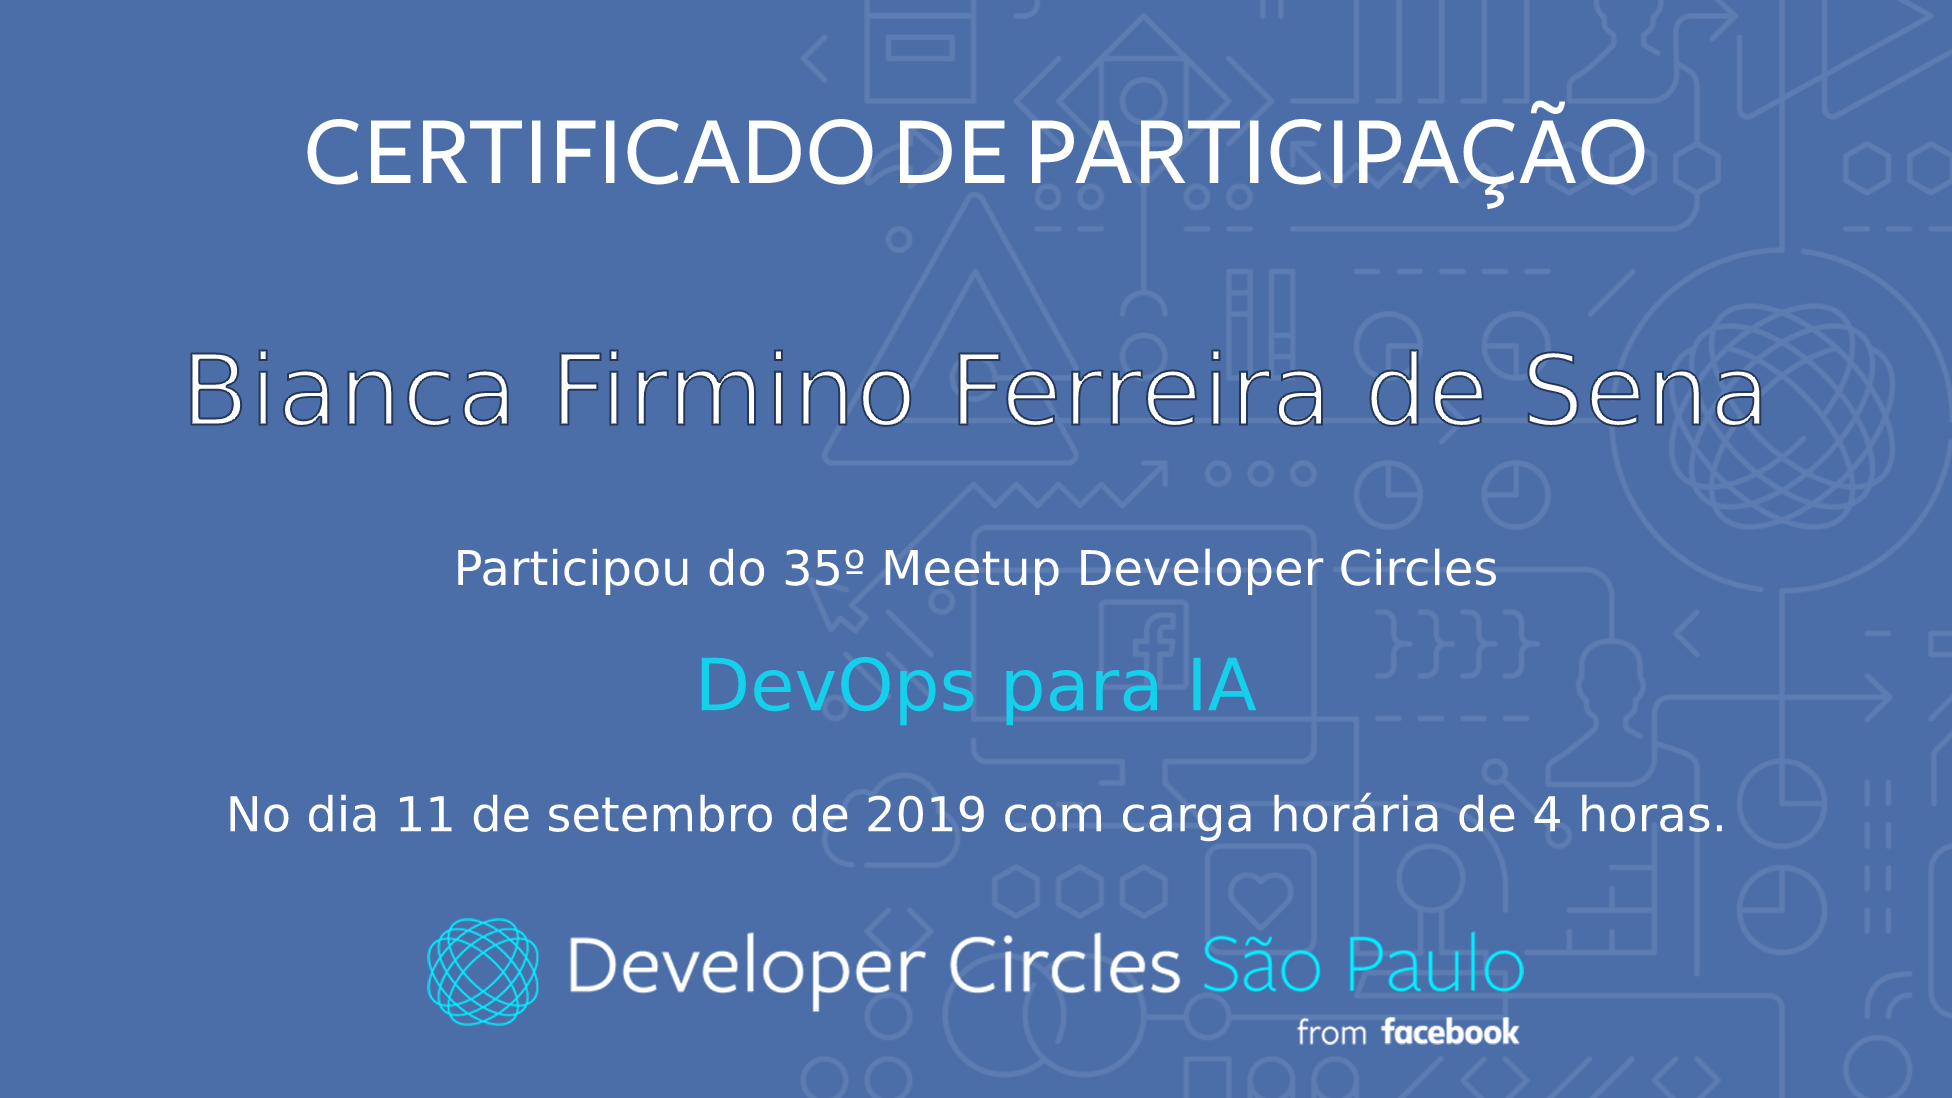 CERTIFICADO DE PARTICIPAÇÃO
Bianca Firmino Ferreira de Sena
Participou do 35º Meetup Developer Circles
DevOps para IA
No dia 11 de setembro de 2019 com carga horária de 4 horas.
Developer Circles São Paulo
from facebook